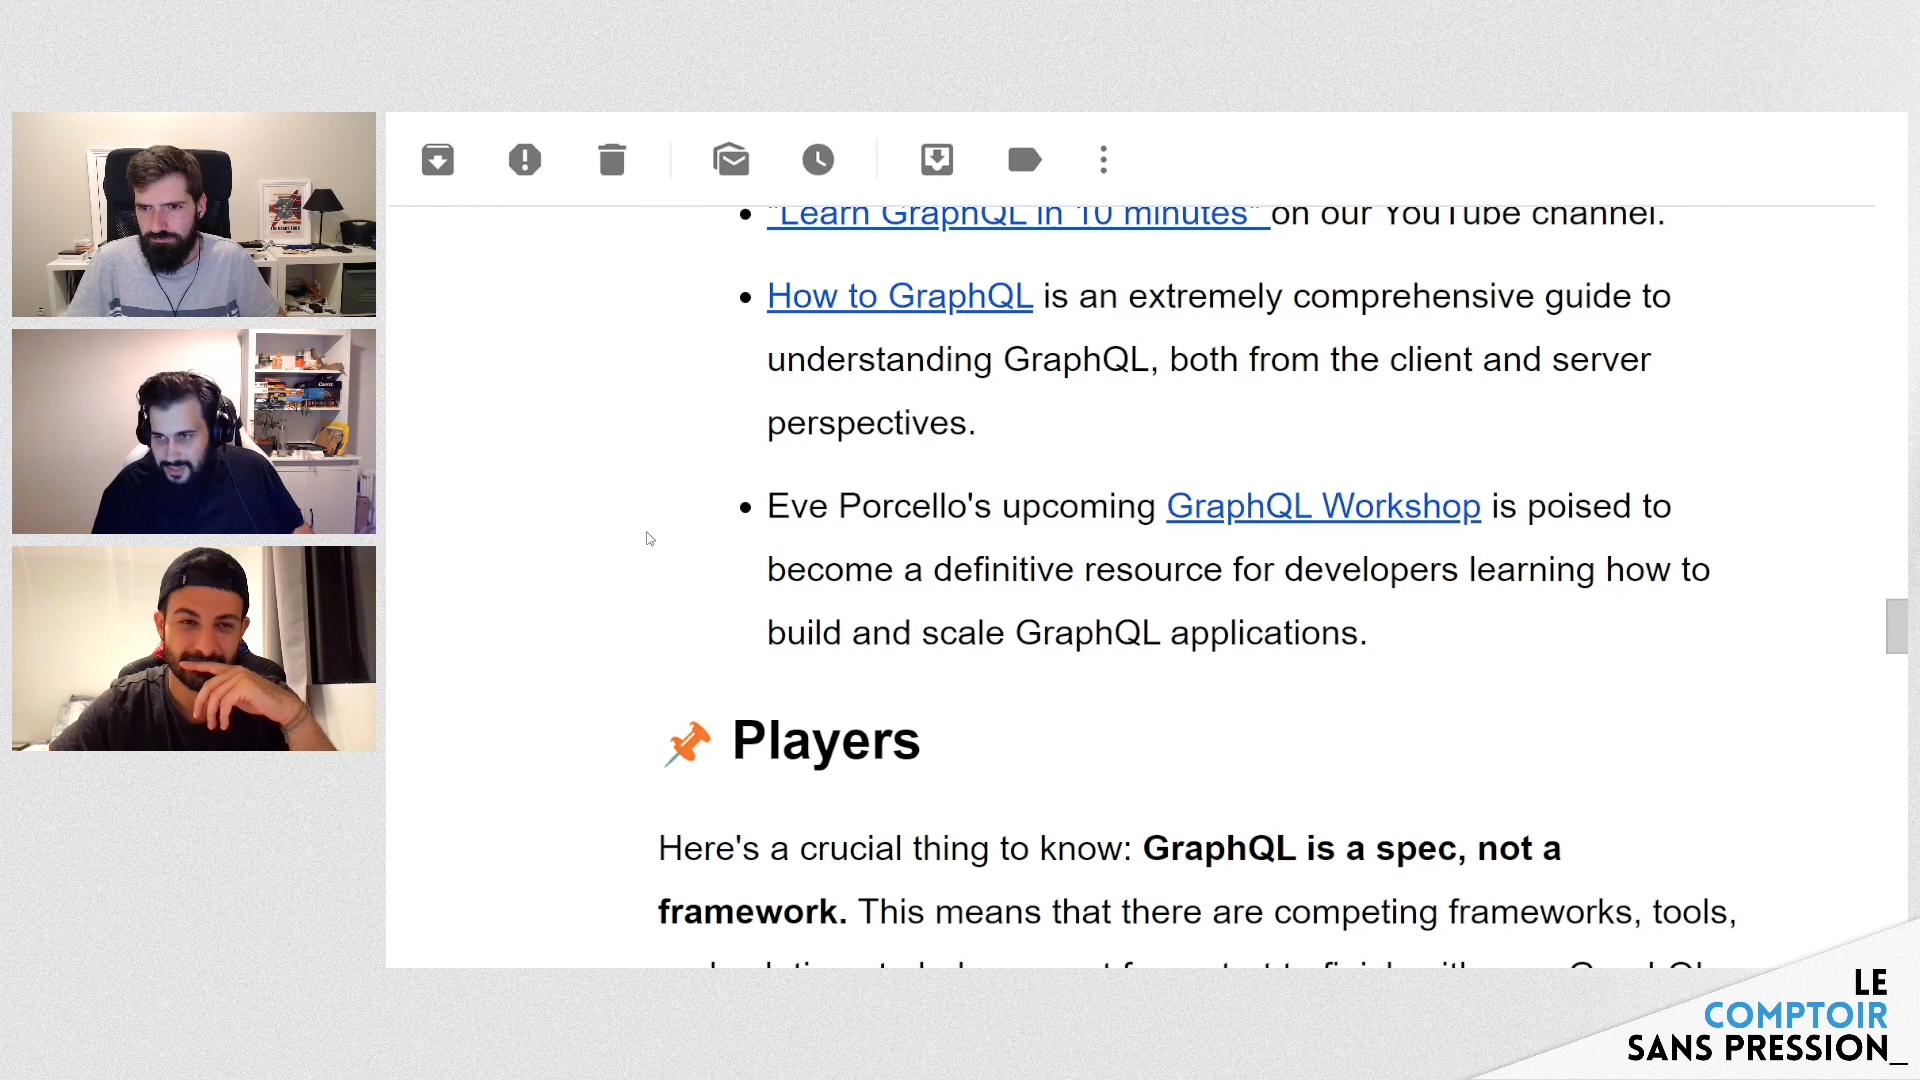 "Learn GraphQL in 10 minutes" on our YouTube channel.
How to GraphQL is an extremely comprehensive guide to
understanding GraphQL, both from the client and server
perspectives.
Eve Porcello's upcoming GraphQL Workshop is poised to
become a definitive resource for developers learning how to
build and scale GraphQL applications.
📌 Players
Here's a crucial thing to know: GraphQL is a spec, not a
framework. This means that there are competing frameworks, tools,
LE
COMPTOIR
SANS PRESSION_